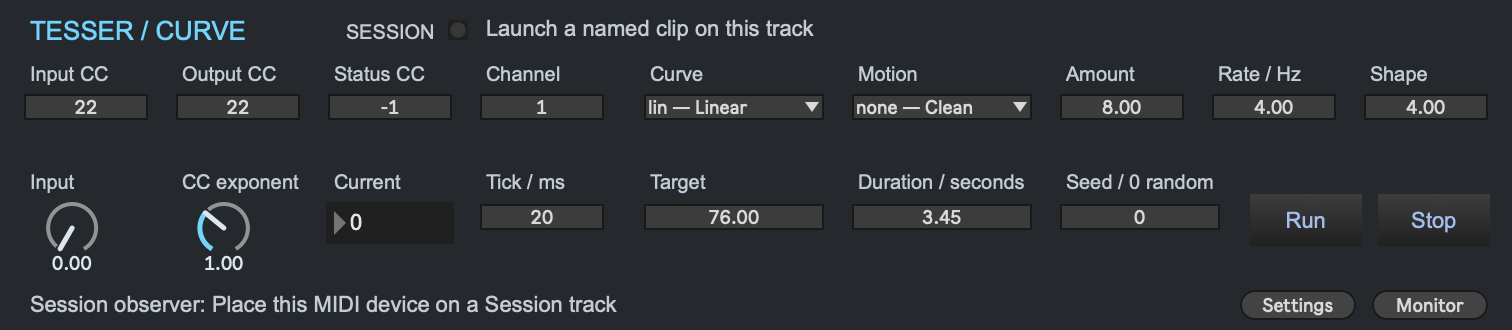 TESSER / CURVE SESSION Launch a named clip on this track
Input CC Output CC Status CC Channel Curve Motion Amount Rate / Hz Shape
22 22 -1 1 lin — Linear none — Clean 8.00 4.00 4.00
Input CC exponent Current Tick / ms Target Duration / seconds Seed / 0 random
0 20 76.00 3.45 0 Run Stop
0.00 1.00
Session observer: Place this MIDI device on a Session track Settings Monitor